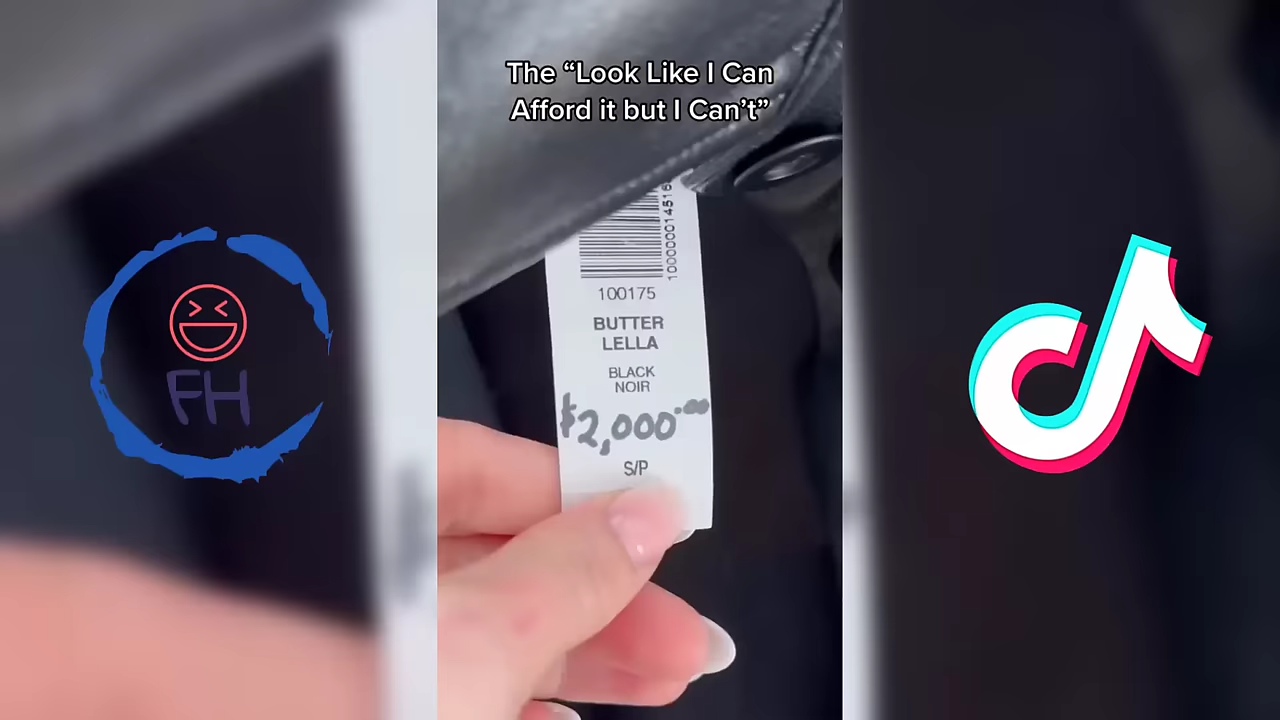 The “Look Like I Can
Afford it but I Can’t”
100175
BUTTER
LELLA
BLACK
NOIR
$2,000.00
S/P
FH